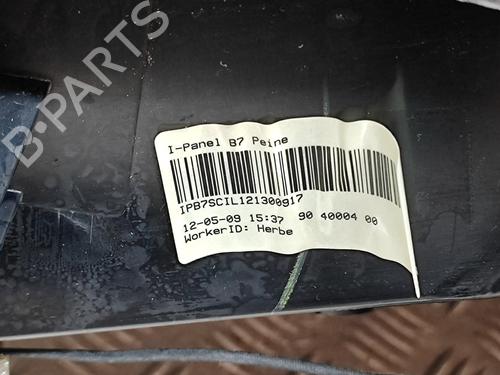 B-PARTS
I-Panel B7 Peine
IPB7SCIL121300917
12-05-09 15:37 90 40004 00
WorkerID: Herbe